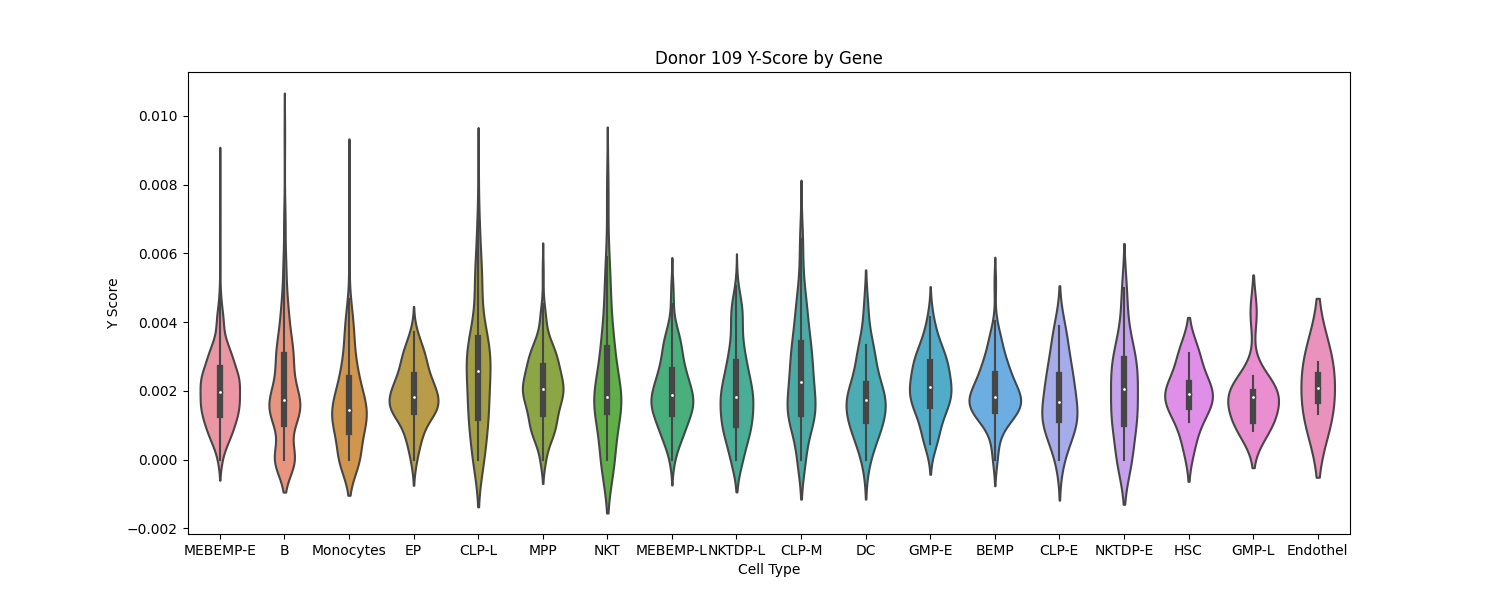 Donor 109 Y-Score by Gene
Y Score
0.010
0.008
0.006
0.004
0.002
0.000
−0.002
MEBEMP-E B Monocytes EP CLP-L MPP NKT MEBEMP-L NKTDP-L CLP-M DC GMP-E BEMP CLP-E NKTDP-E HSC GMP-L Endothel
Cell Type